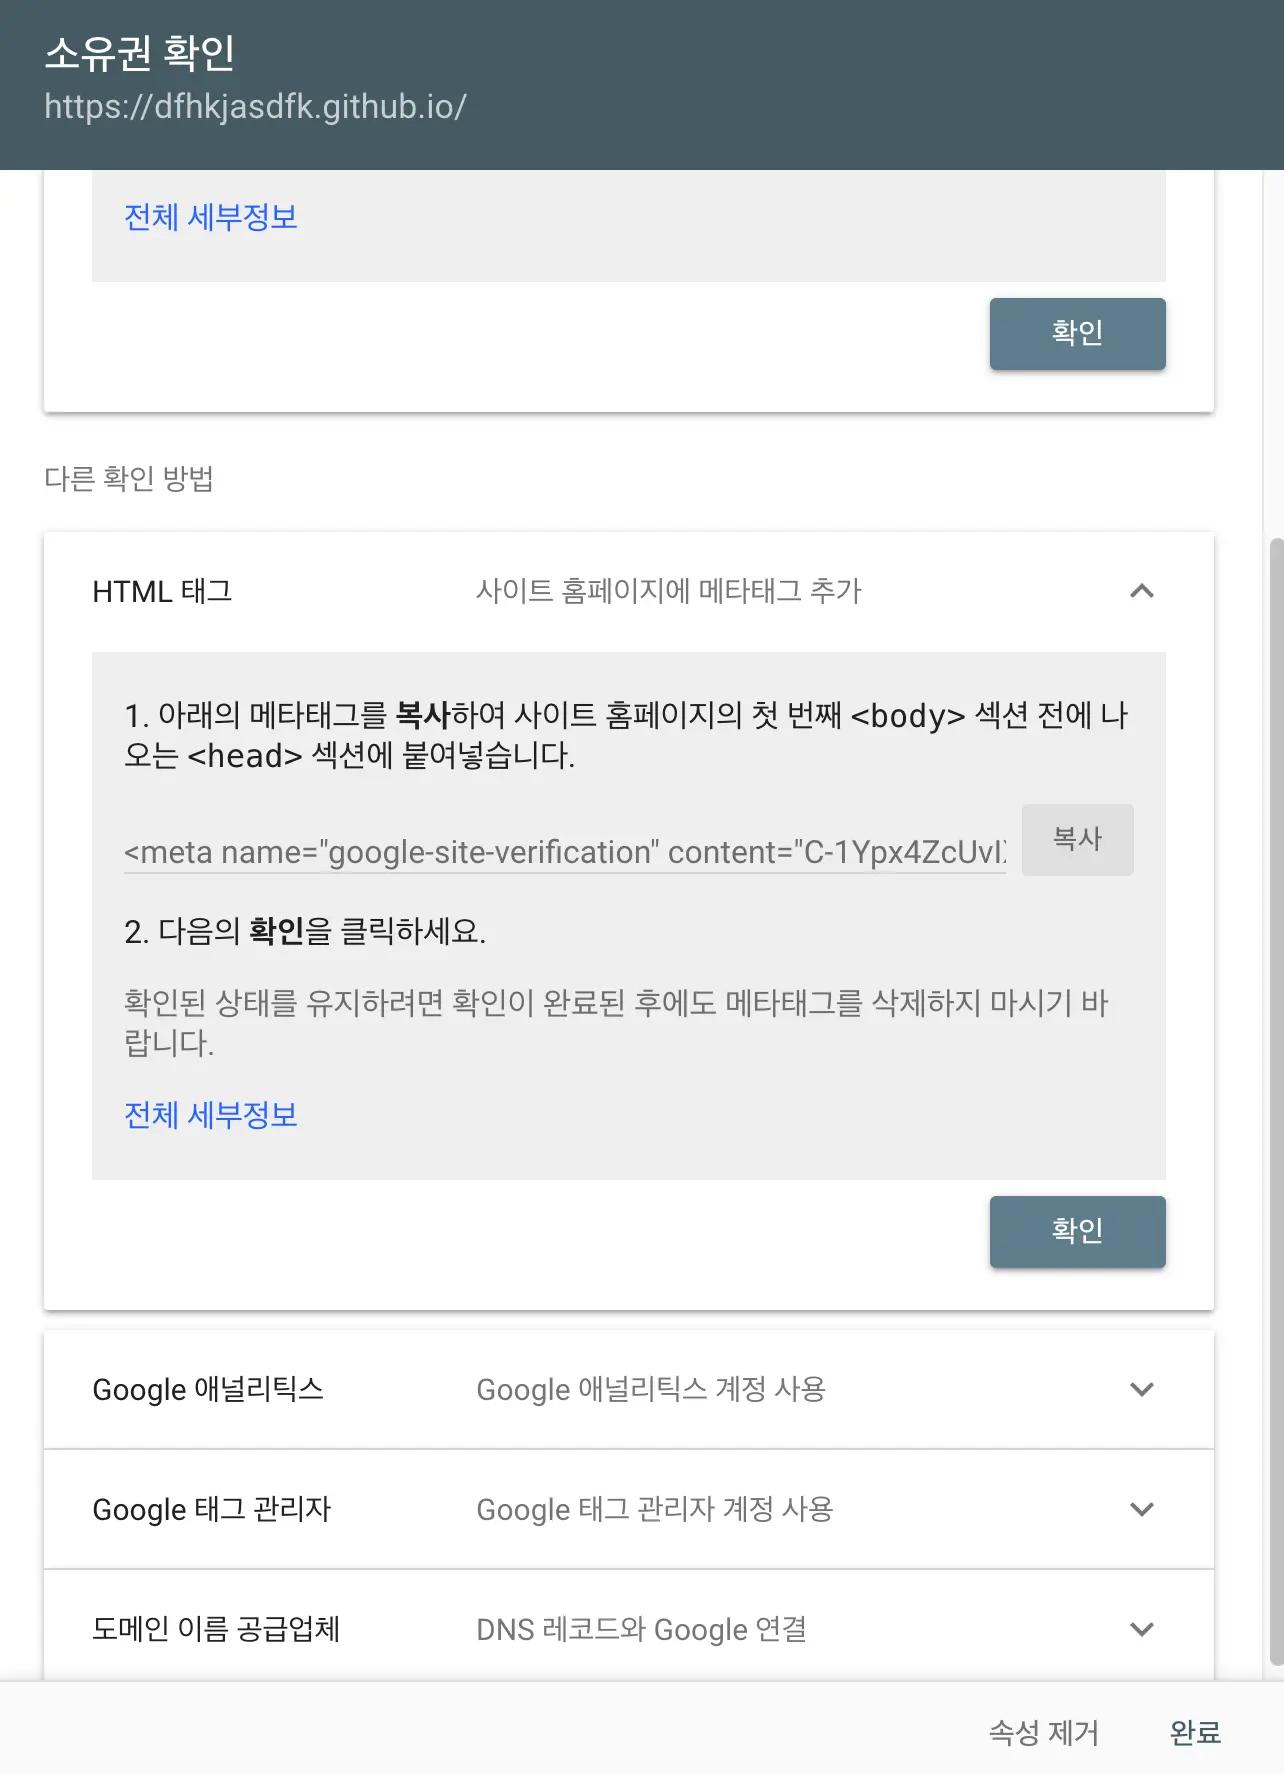 소유권 확인
https://dfhkjasdfk.github.io/
전체 세부정보
확인
다른 확인 방법
HTML 태그 사이트 홈페이지에 메타태그 추가
1. 아래의 메타태그를 복사하여 사이트 홈페이지의 첫 번째 <body> 섹션 전에 나
오는 <head> 섹션에 붙여넣습니다.
<meta name="google-site-verification" content="C-1Ypx4ZcUvI
복사
2. 다음의 확인을 클릭하세요.
확인된 상태를 유지하려면 확인이 완료된 후에도 메타태그를 삭제하지 마시기 바
랍니다.
전체 세부정보
확인
Google 애널리틱스 Google 애널리틱스 계정 사용
Google 태그 관리자 Google 태그 관리자 계정 사용
도메인 이름 공급업체 DNS 레코드와 Google 연결
속성 제거 완료